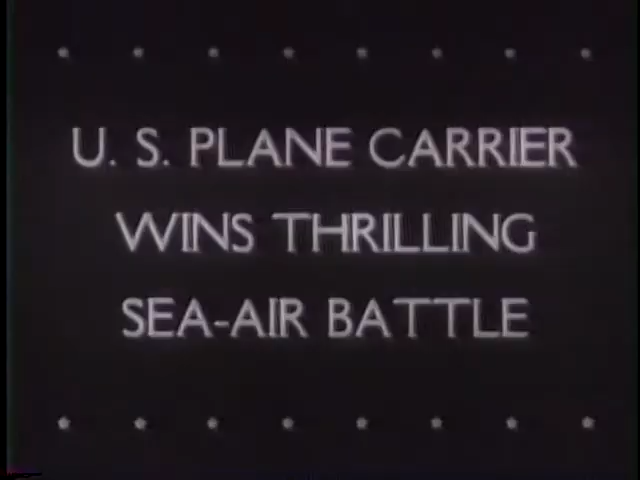 U. S. PLANE CARRIER
WINS THRILLING
SEA-AIR BATTLE